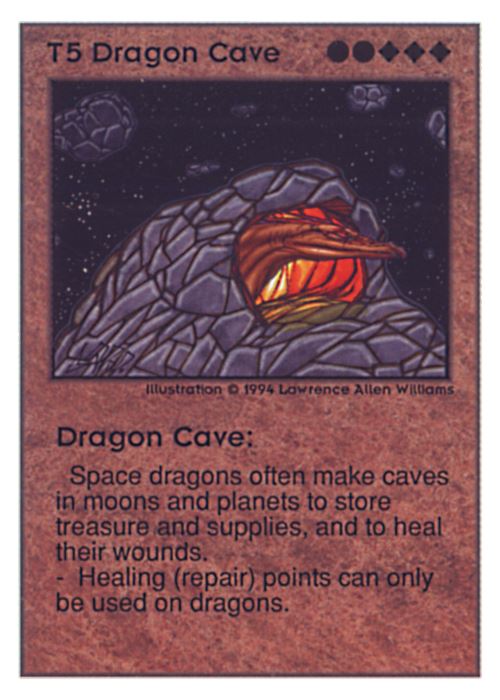 T5 Dragon Cave
Illustration © 1994 Lawrence Allen Williams
Dragon Cave:
Space dragons often make caves
in moons and planets to store
treasure and supplies, and to heal
their wounds.
- Healing (repair) points can only
be used on dragons.